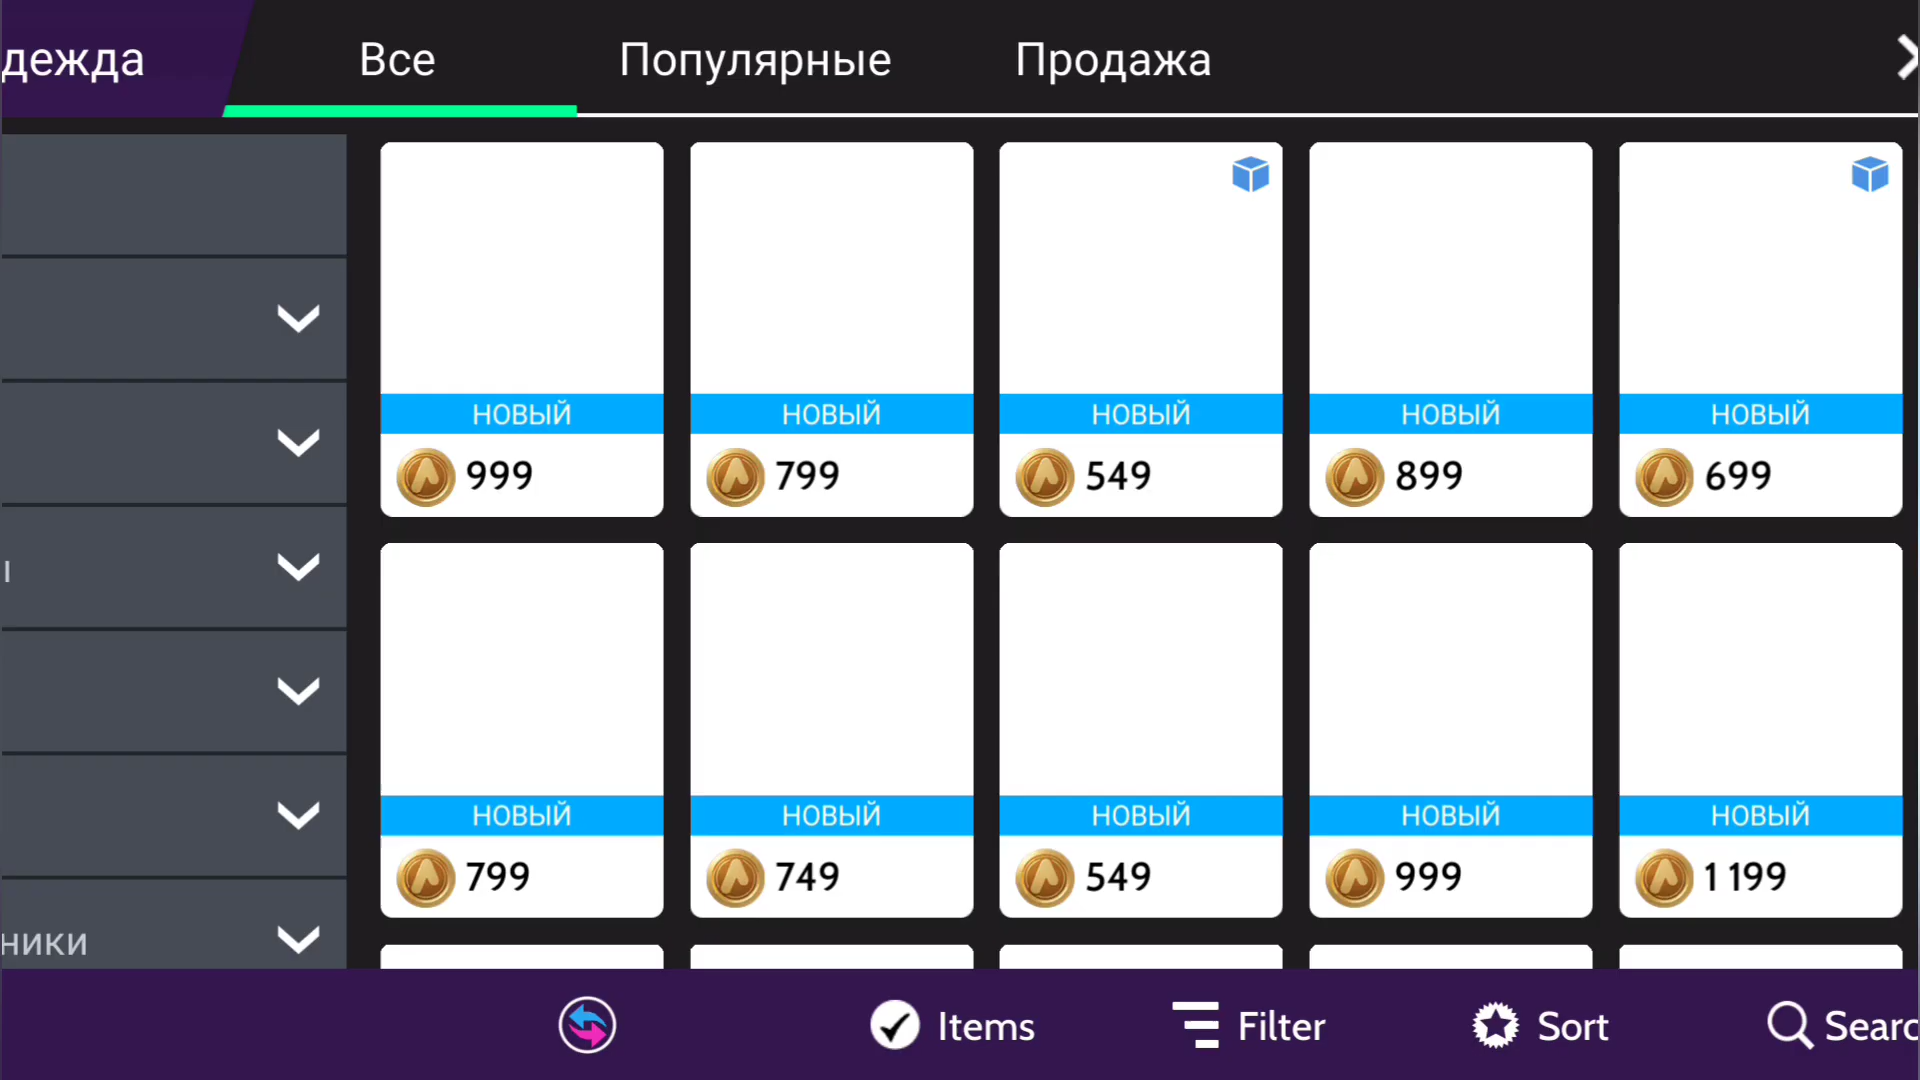 дежда
Все
Популярные
Продажа
НОВЫЙ
НОВЫЙ
НОВЫЙ
НОВЫЙ
НОВЫЙ
999
799
549
899
699
НОВЫЙ
НОВЫЙ
НОВЫЙ
НОВЫЙ
НОВЫЙ
799
749
549
999
1 199
ники
Items
Filter
Sort
Searc